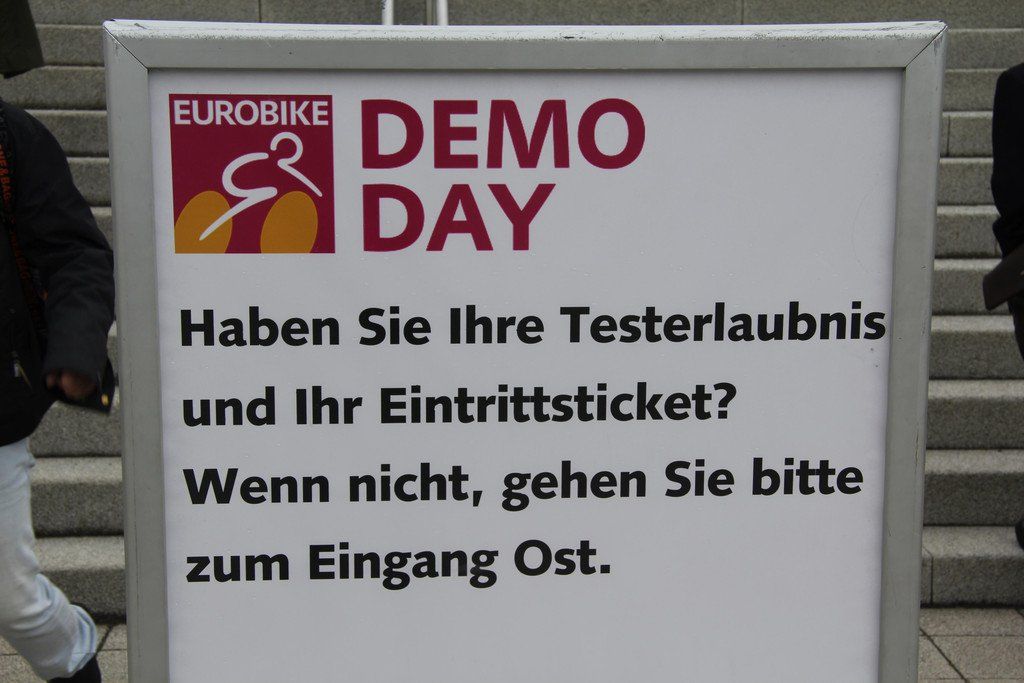 EUROBIKE
DEMO
DAY
Haben Sie Ihre Testerlaubnis
und Ihr Eintrittsticket?
Wenn nicht, gehen Sie bitte
zum Eingang Ost.